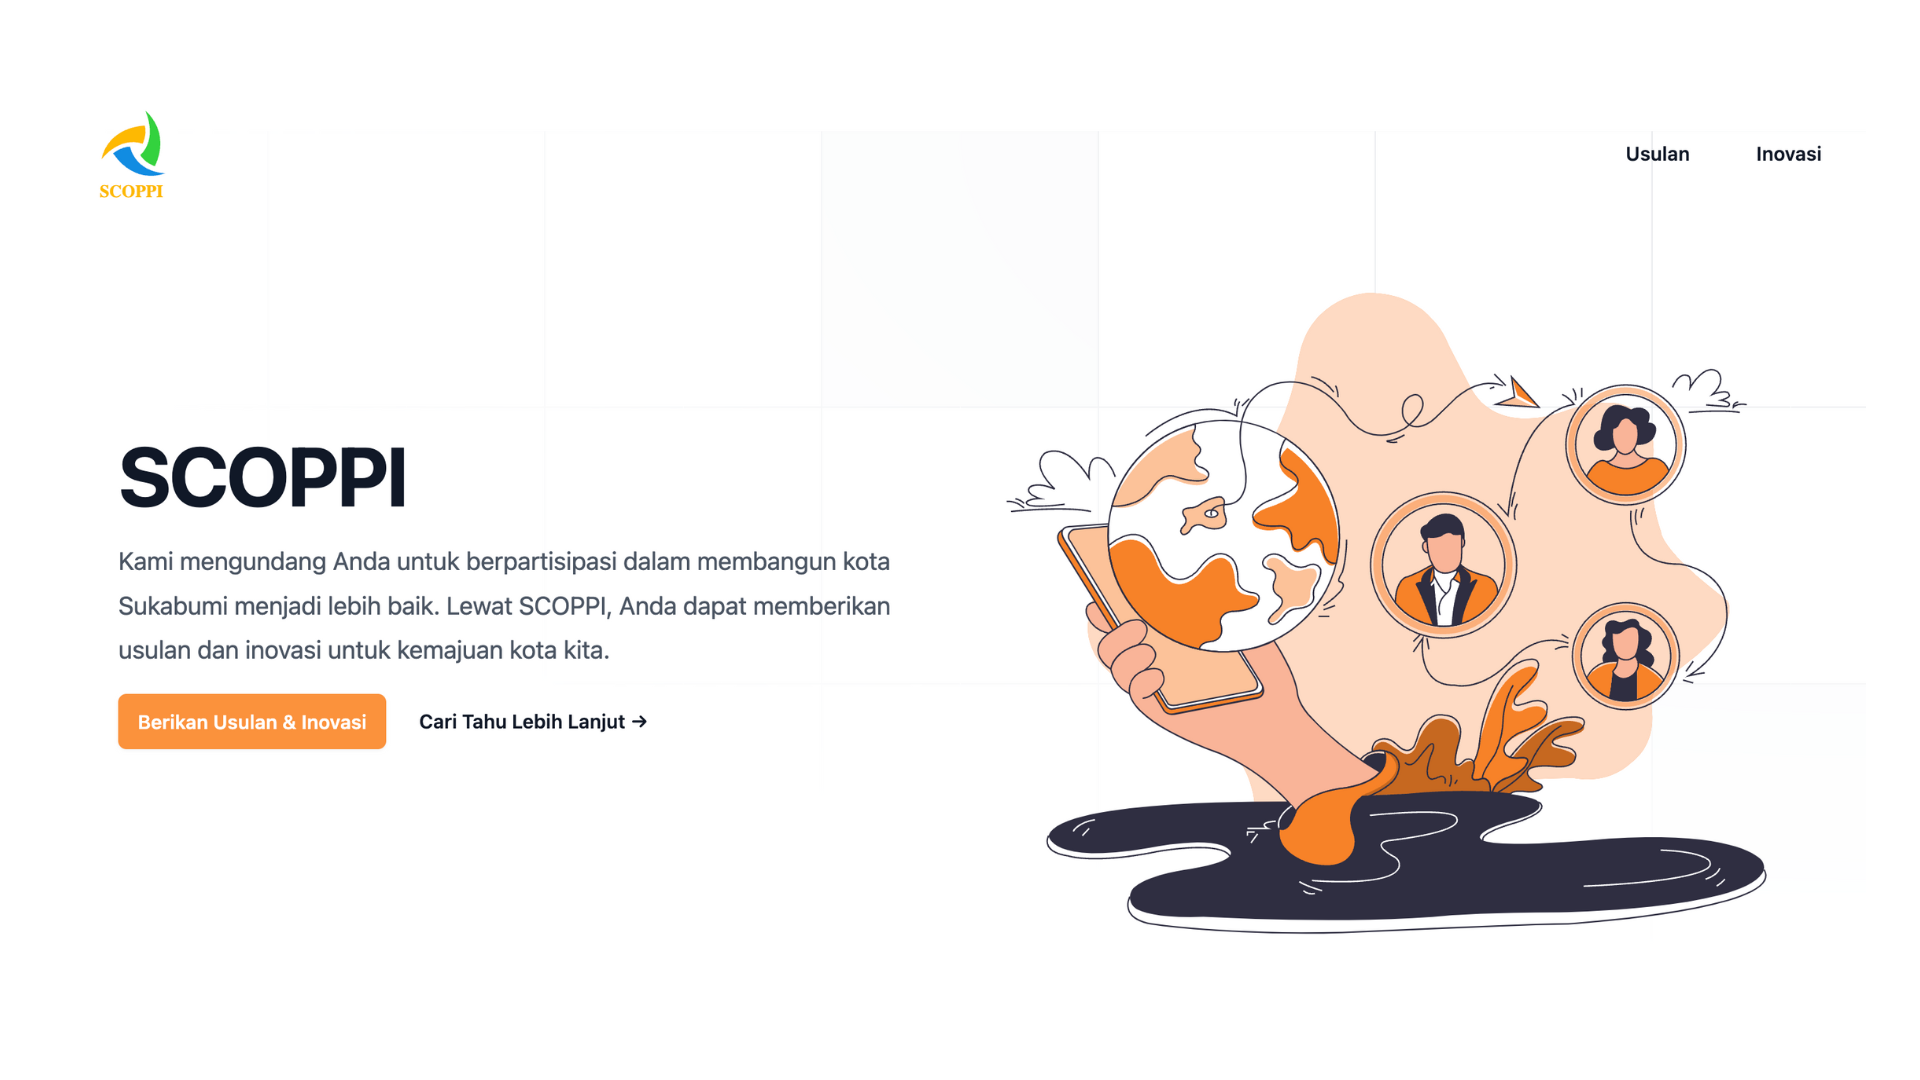 SCOPPI
Usulan
Inovasi
SCOPPI
Kami mengundang Anda untuk berpartisipasi dalam membangun kota
Sukabumi menjadi lebih baik. Lewat SCOPPI, Anda dapat memberikan
usulan dan inovasi untuk kemajuan kota kita.
Berikan Usulan & Inovasi
Cari Tahu Lebih Lanjut →